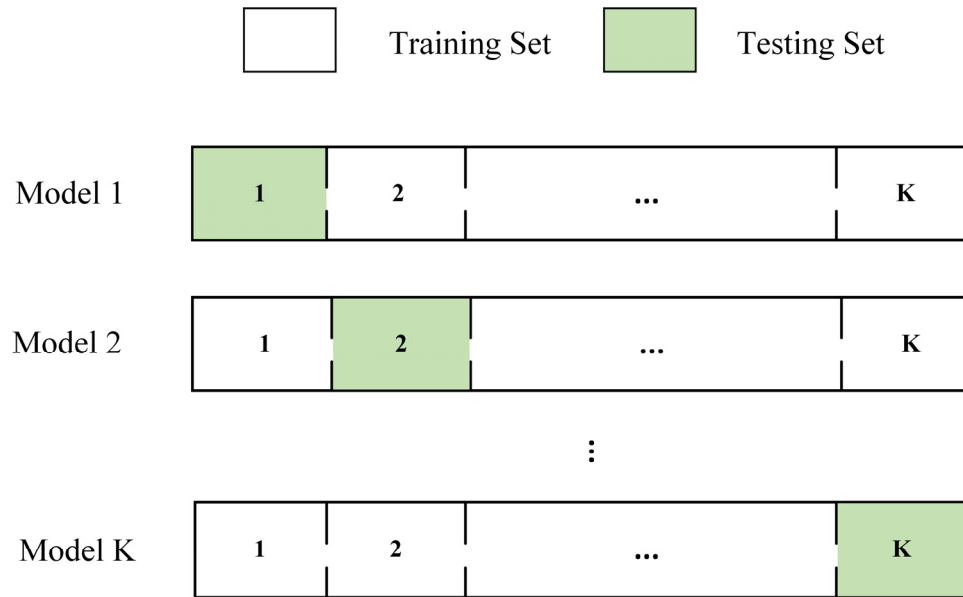 Training Set Testing Set
Model 1 1 2 ... K
Model 2 1 2 ... K
⋮
Model K 1 2 ... K